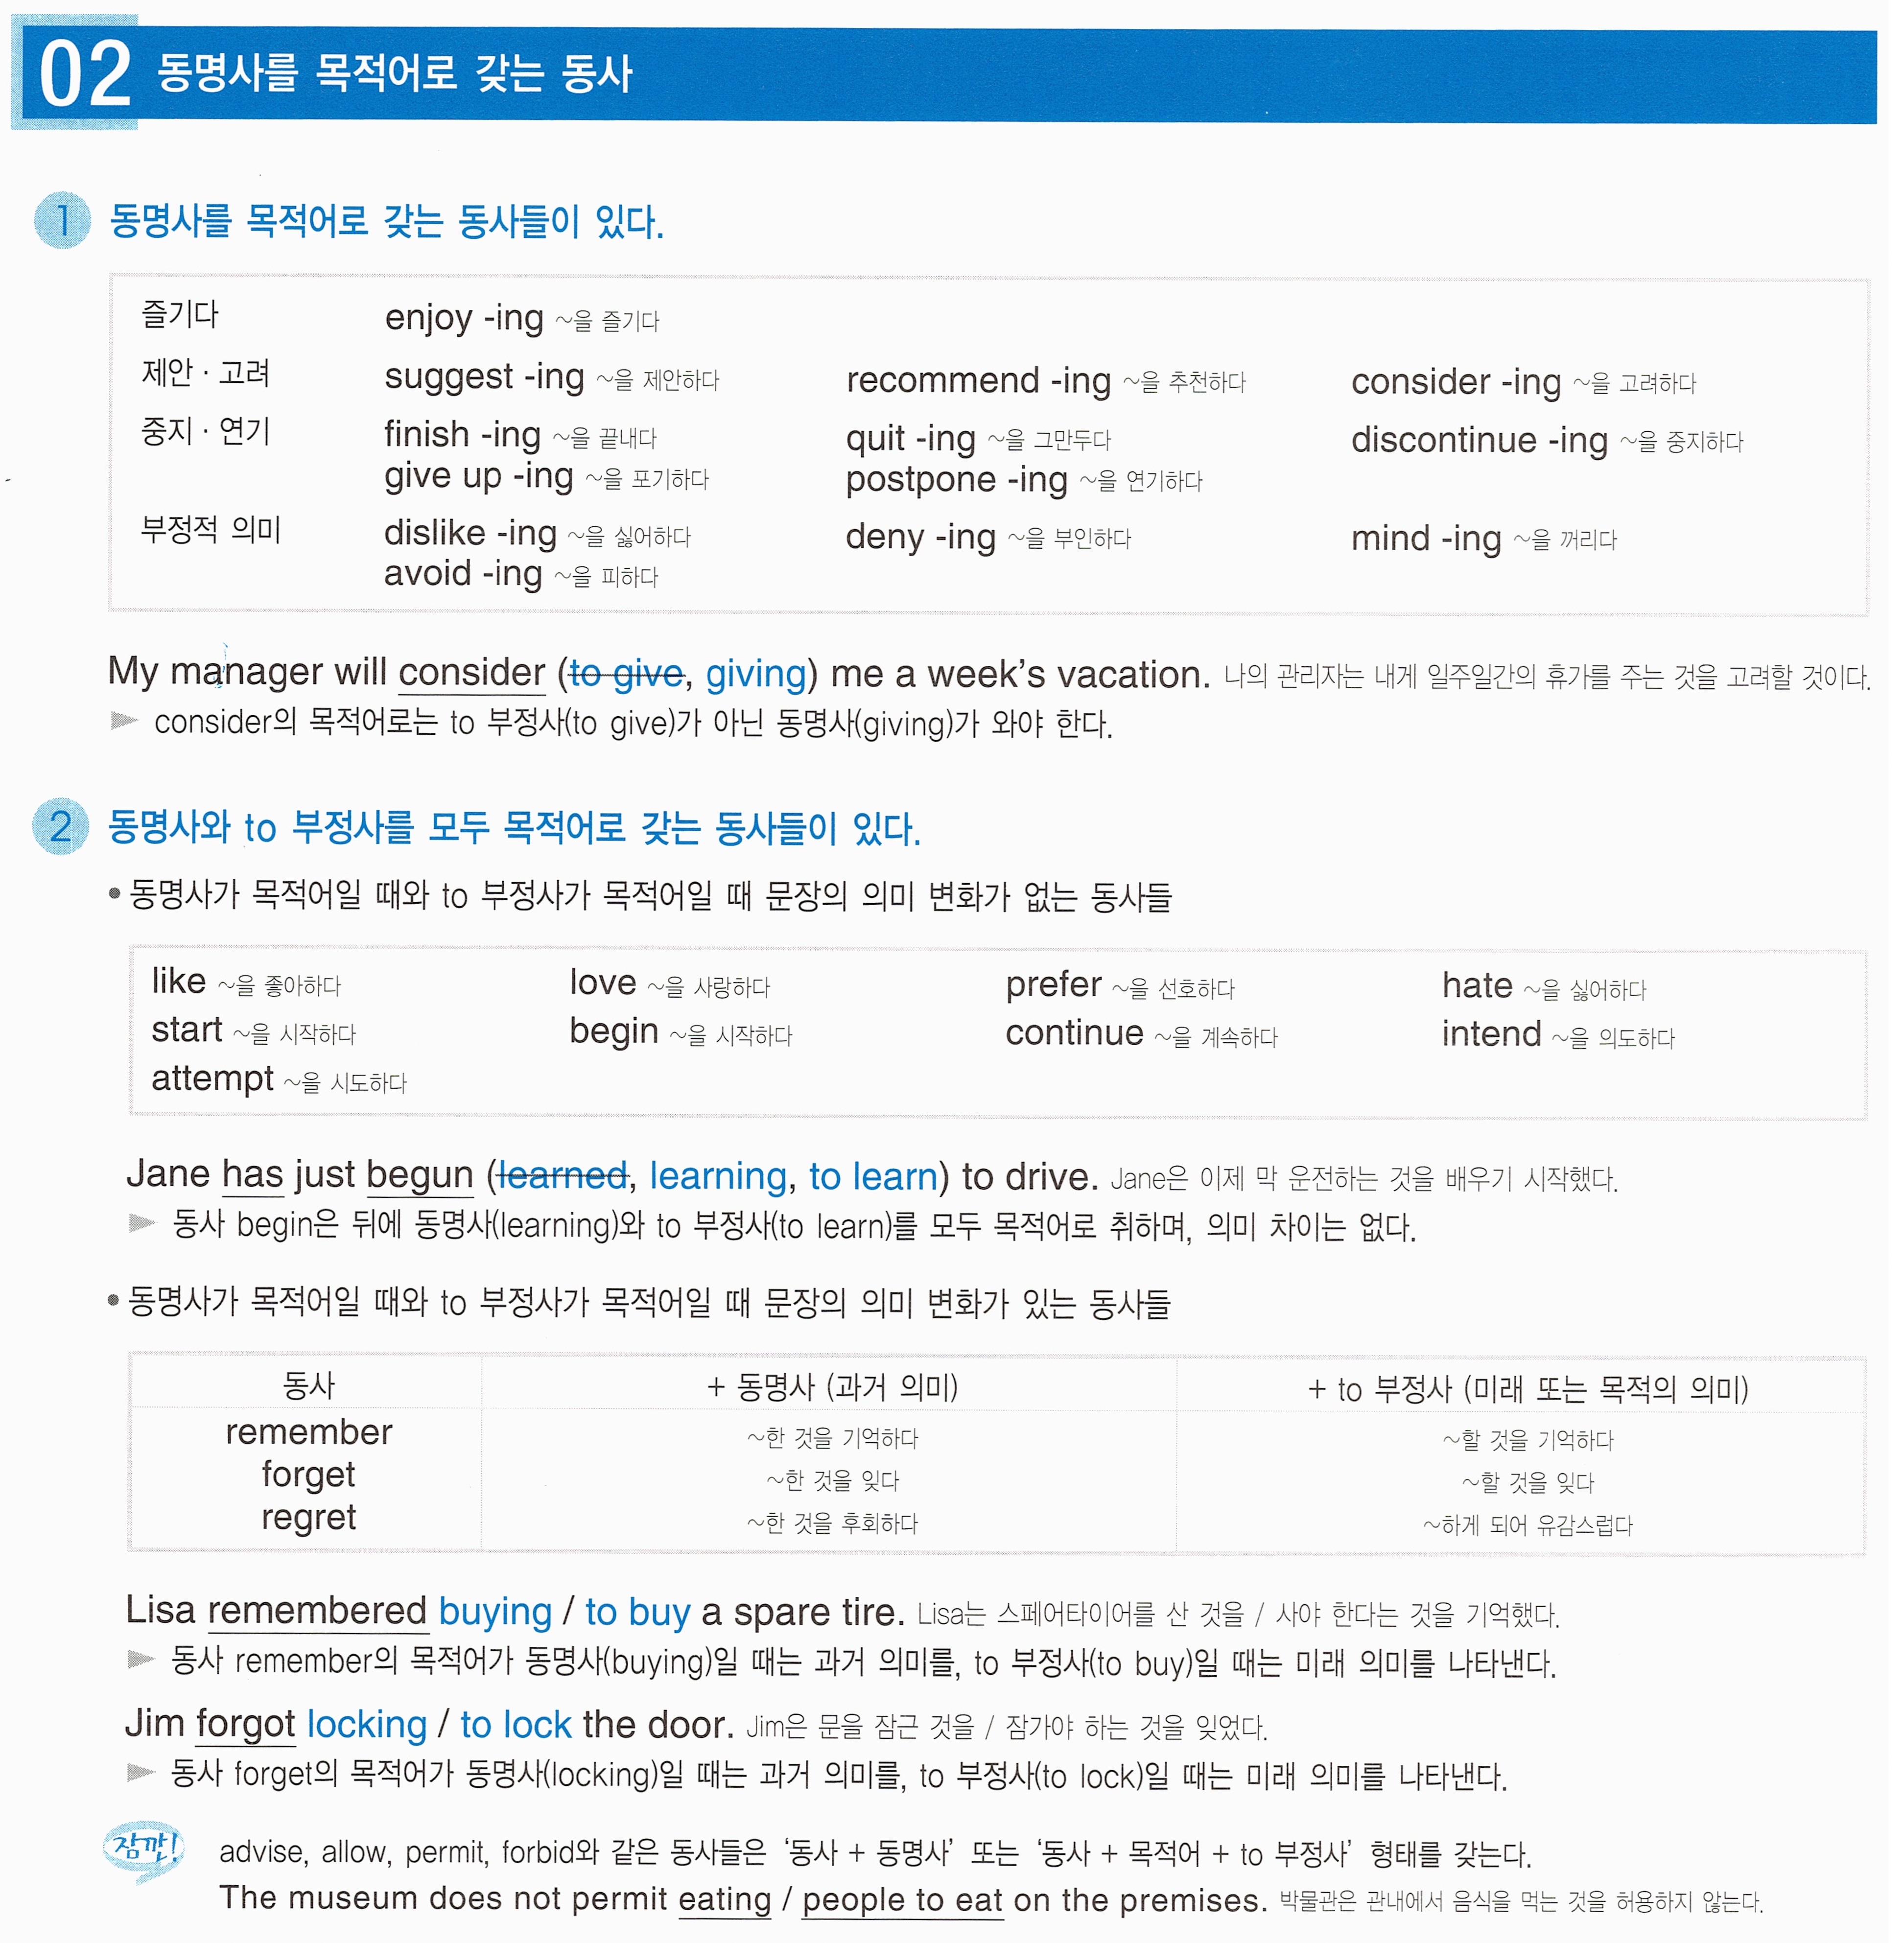 02 동명사를 목적어로 갖는 동사
1 동명사를 목적어로 갖는 동사들이 있다.
즐기다 enjoy -ing ~을 즐기다
제안 · 고려 suggest -ing ~을 제안하다 recommend -ing ~을 추천하다 consider -ing ~을 고려하다
중지 · 연기 finish -ing ~을 끝내다 quit -ing ~을 그만두다 discontinue -ing ~을 중지하다
give up -ing ~을 포기하다 postpone -ing ~을 연기하다
부정적 의미 dislike -ing ~을 싫어하다 deny -ing ~을 부인하다 mind -ing ~을 꺼리다
avoid -ing ~을 피하다
My manager will consider (to give, giving) me a week's vacation. 나의 관리자는 내게 일주일간의 휴가를 주는 것을 고려할 것이다.
▶ consider의 목적어로는 to 부정사(to give)가 아닌 동명사(giving)가 와야 한다.
2 동명사와 to 부정사를 모두 목적어로 갖는 동사들이 있다.
• 동명사가 목적어일 때와 to 부정사가 목적어일 때 문장의 의미 변화가 없는 동사들
like ~을 좋아하다 love ~을 사랑하다 prefer ~을 선호하다 hate ~을 싫어하다
start ~을 시작하다 begin ~을 시작하다 continue ~을 계속하다 intend ~을 의도하다
attempt ~을 시도하다
Jane has just begun (learned, learning, to learn) to drive. Jane은 이제 막 운전하는 것을 배우기 시작했다.
▶ 동사 begin은 뒤에 동명사(learning)와 to 부정사(to learn)를 모두 목적어로 취하며, 의미 차이는 없다.
• 동명사가 목적어일 때와 to 부정사가 목적어일 때 문장의 의미 변화가 있는 동사들
동사 + 동명사 (과거 의미) + to 부정사 (미래 또는 목적의 의미)
remember ~한 것을 기억하다 ~할 것을 기억하다
forget ~한 것을 잊다 ~할 것을 잊다
regret ~한 것을 후회하다 ~하게 되어 유감스럽다
Lisa remembered buying / to buy a spare tire. Lisa는 스페어타이어를 산 것을 / 사야 한다는 것을 기억했다.
▶ 동사 remember의 목적어가 동명사(buying)일 때는 과거 의미를, to 부정사(to buy)일 때는 미래 의미를 나타낸다.
Jim forgot locking / to lock the door. Jim은 문을 잠근 것을 / 잠가야 하는 것을 잊었다.
▶ 동사 forget의 목적어가 동명사(locking)일 때는 과거 의미를, to 부정사(to lock)일 때는 미래 의미를 나타낸다.
잠깐! advise, allow, permit, forbid와 같은 동사들은 '동사 + 동명사' 또는 '동사 + 목적어 + to 부정사' 형태를 갖는다.
The museum does not permit eating / people to eat on the premises. 박물관은 관내에서 음식을 먹는 것을 허용하지 않는다.